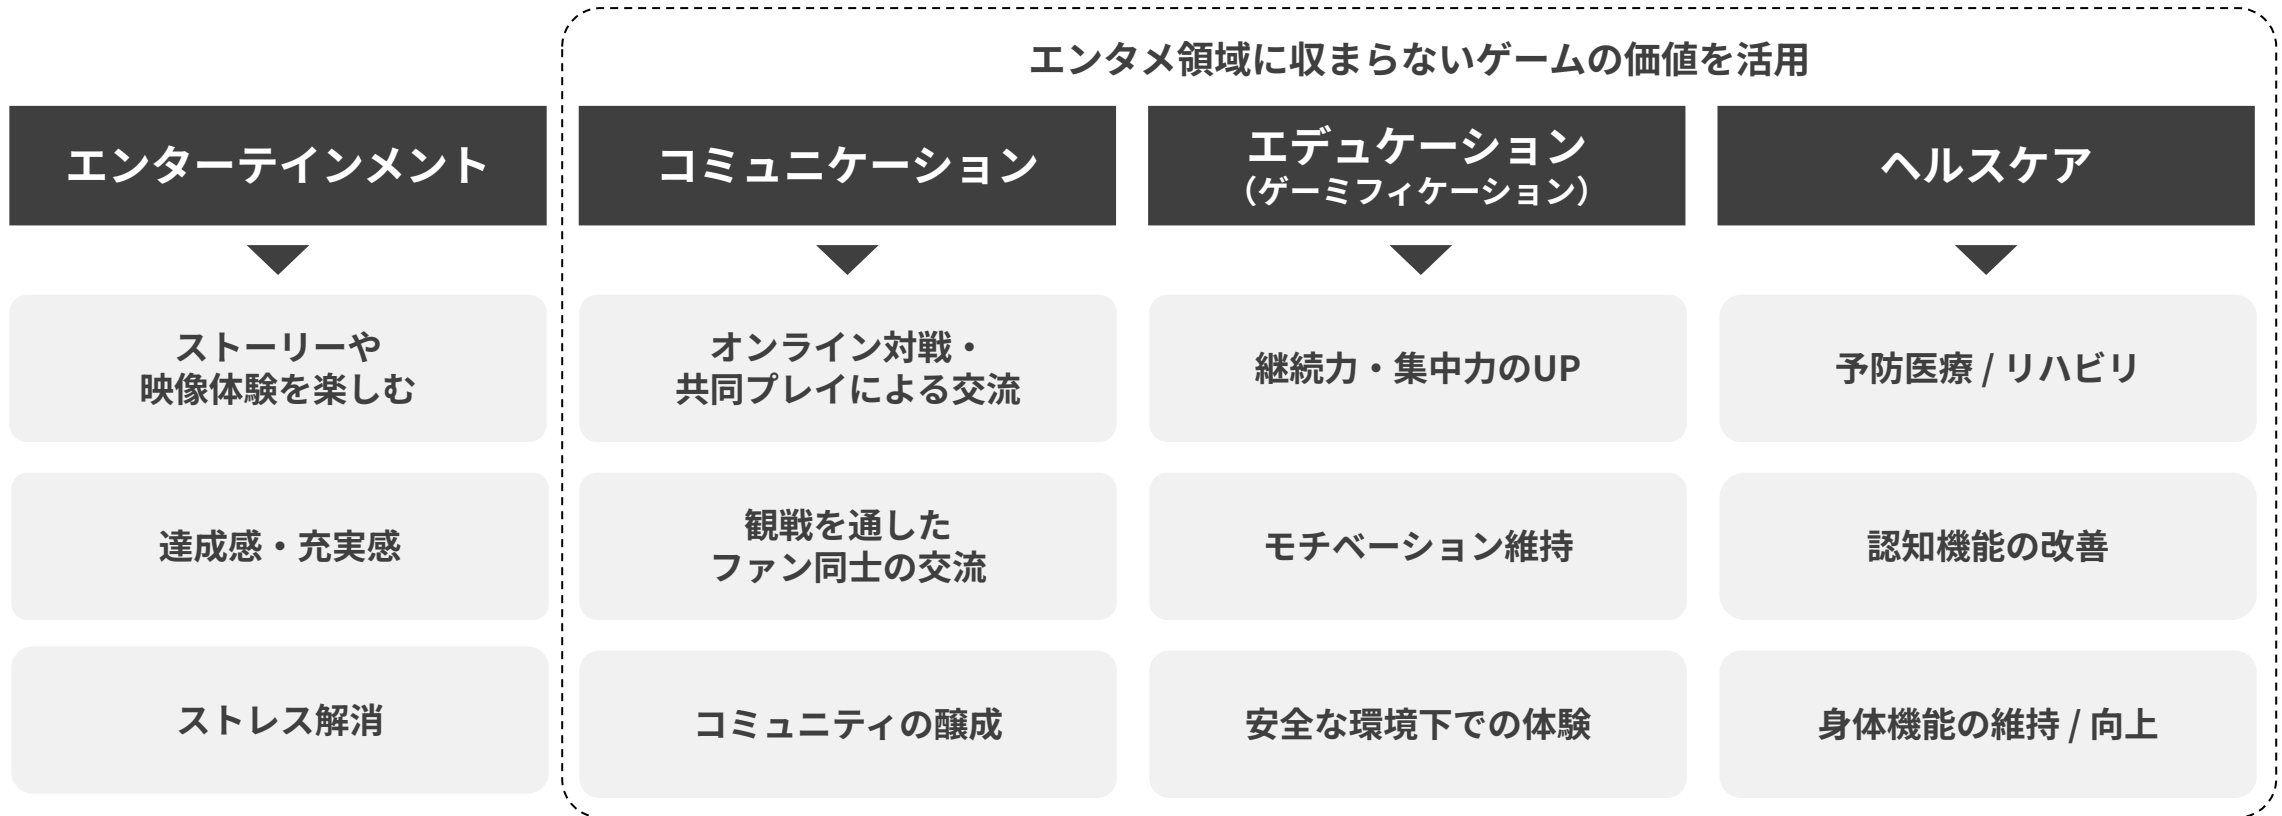 エンタメ領域に収まらないゲームの価値を活用
エンターテインメント
ストーリーや
映像体験を楽しむ
達成感・充実感
ストレス解消
コミュニケーション
オンライン対戦・
共同プレイによる交流
観戦を通した
ファン同士の交流
コミュニティの醸成
エデュケーション
（ゲーミフィケーション）
継続力・集中力のUP
モチベーション維持
安全な環境下での体験
ヘルスケア
予防医療 / リハビリ
認知機能の改善
身体機能の維持 / 向上